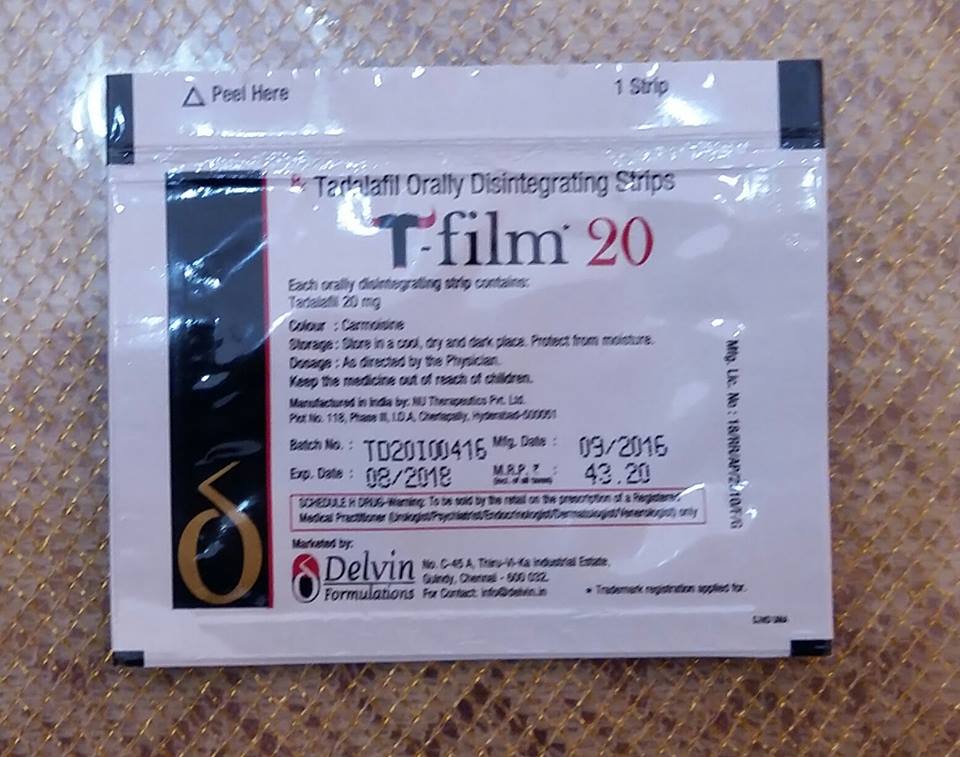 △ Peel Here 1 Strip
Rx Tadalafil Orally Disintegrating Strips
T-film* 20
Each orally disintegrating strip contains:
Tadalafil 20 mg
Colour : Carmoisine
Storage : Store in a cool, dry and dark place. Protect from moisture.
Dosage : As directed by the Physician.
Keep the medicine out of reach of children.
Manufactured in India by: NU Therapeutics Pvt. Ltd.
Plot No. 118, Phase III, I.D.A, Cherlapally, Hyderabad-500051
Batch No. : TD20100416 Mfg. Date : 09/2016
Exp. Date : 08/2018 M.R.P. ₹ : 43.20
(Incl. of all taxes)
SCHEDULE H DRUG-Warning: To be sold by the retail on the prescription of a Registered
Medical Practitioner (Urologist/Psychiatrist/Endocrinologist/Dermatologist/Venerologist) only
Marketed by:
Delvin
Formulations
No. C-45 A, Thiru-Vi-Ka Industrial Estate,
Guindy, Chennai - 600 032.
For Contact: info@delvin.in
* Trademark registration applied for.
Mfg. Lic. No :